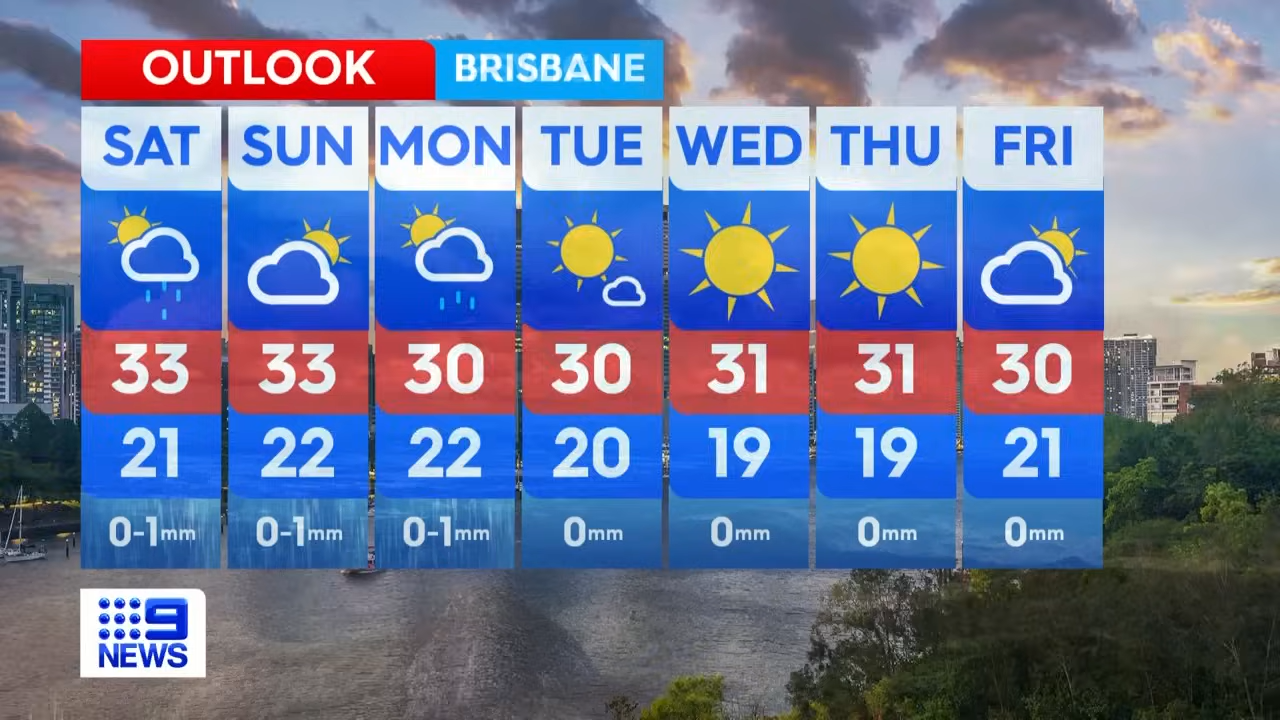 OUTLOOK BRISBANE
SAT SUN MON TUE WED THU FRI
33 33 30 30 31 31 30
21 22 22 20 19 19 21
0-1mm 0-1mm 0-1mm 0mm 0mm 0mm 0mm
9
NEWS